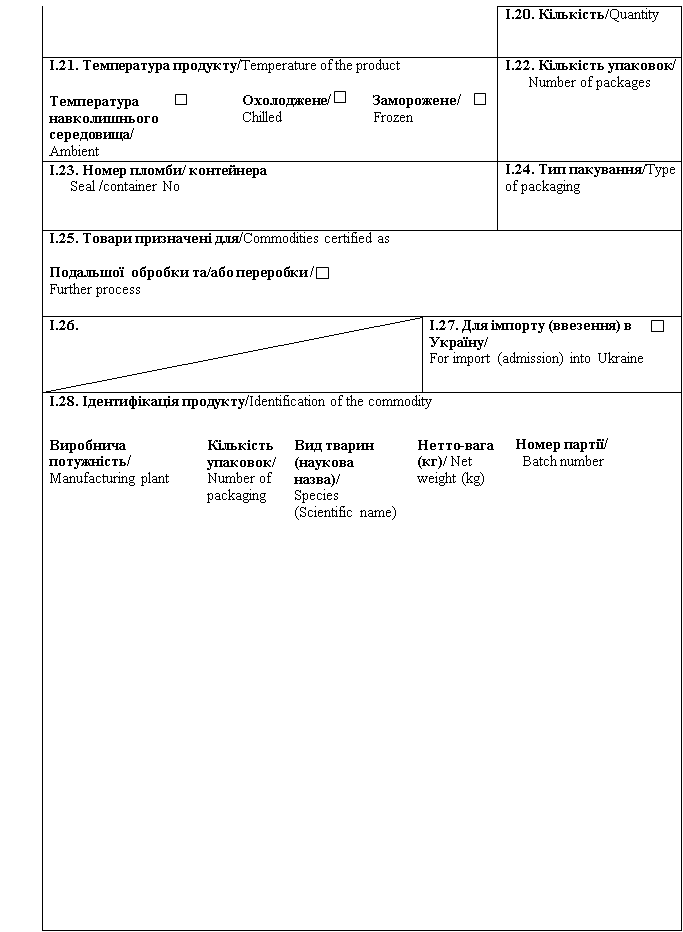 I.20. Кількість/Quantity
I.21. Температура продукту/Temperature of the product
I.22. Кількість упаковок/
Number of packages
Температура
навколишнього
середовища/
Ambient
Охолоджене/
Chilled
Заморожене/
Frozen
I.23. Номер пломби/ контейнера
Seal /container No
I.24. Тип пакування/Type
of packaging
I.25. Товари призначені для/Commodities certified as
Подальшої обробки та/або переробки/
Further process
I.26.
I.27. Для імпорту (ввезення) в
Україну/
For import (admission) into Ukraine
I.28. Ідентифікація продукту/Identification of the commodity
Виробнича
потужність/
Manufacturing plant
Кількість
упаковок/
Number of
packaging
Вид тварин
(наукова
назва)/
Species
(Scientific name)
Нетто-вага
(кг)/ Net
weight (kg)
Номер партії/
Batch number